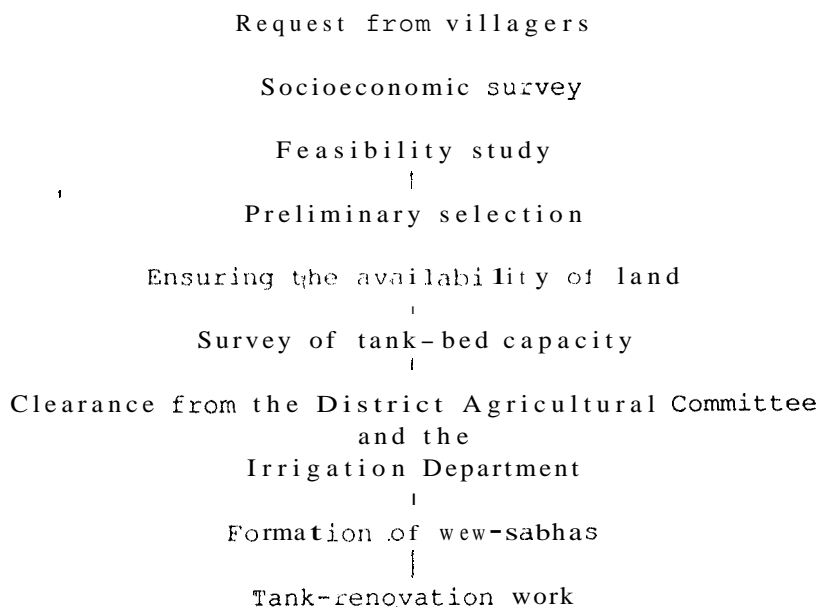 Request from villagers
Socioeconomic survey
Feasibility study
Preliminary selection
Ensuring the availability of land
Survey of tank-bed capacity
Clearance from the District Agricultural Committee
and the
Irrigation Department
Formation of wew-sabhas
Tank-renovation work